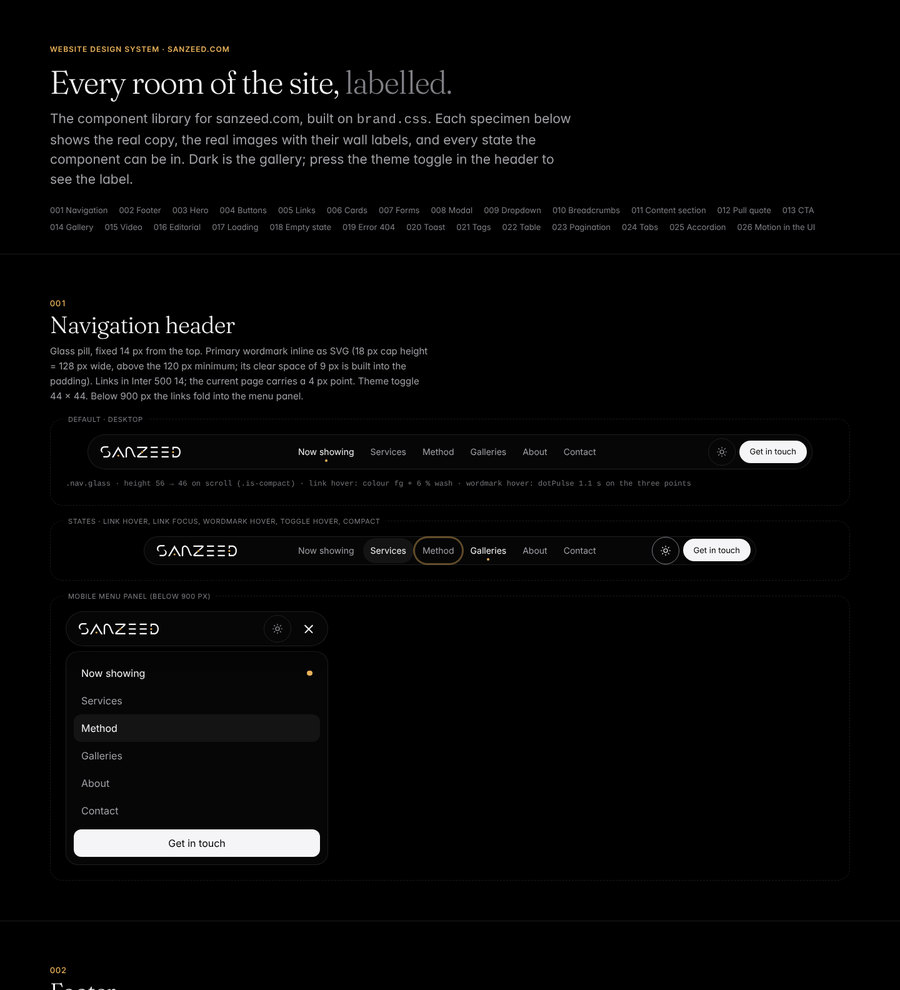 WEBSITE DESIGN SYSTEM · SANZEED.COM
Every room of the site, labelled.
The component library for sanzeed.com, built on brand.css. Each specimen below
shows the real copy, the real images with their wall labels, and every state the
component can be in. Dark is the gallery; press the theme toggle in the header to
see the label.
001 Navigation 002 Footer 003 Hero 004 Buttons 005 Links 006 Cards 007 Forms 008 Modal 009 Dropdown 010 Breadcrumbs 011 Content section 012 Pull quote 013 CTA
014 Gallery 015 Video 016 Editorial 017 Loading 018 Empty state 019 Error 404 020 Toast 021 Tags 022 Table 023 Pagination 024 Tabs 025 Accordion 026 Motion in the UI
001
Navigation header
Glass pill, fixed 14 px from the top. Primary wordmark inline as SVG (18 px cap height
= 128 px wide, above the 120 px minimum; its clear space of 9 px is built into the
padding). Links in Inter 500 14; the current page carries a 4 px point. Theme toggle
44 × 44. Below 900 px the links fold into the menu panel.
DEFAULT · DESKTOP
SANZEED Now showing Services Method Galleries About Contact Get in touch
.nav.glass · height 56 → 46 on scroll (.is-compact) · link hover: colour fg + 6 % wash · wordmark hover: dotPulse 1.1 s on the three points
STATES · LINK HOVER, LINK FOCUS, WORDMARK HOVER, TOGGLE HOVER, COMPACT
SANZEED Now showing Services Method Galleries About Contact Get in touch
MOBILE MENU PANEL (BELOW 900 PX)
SANZEED
Now showing
Services
Method
Galleries
About
Contact
Get in touch
002
Footer